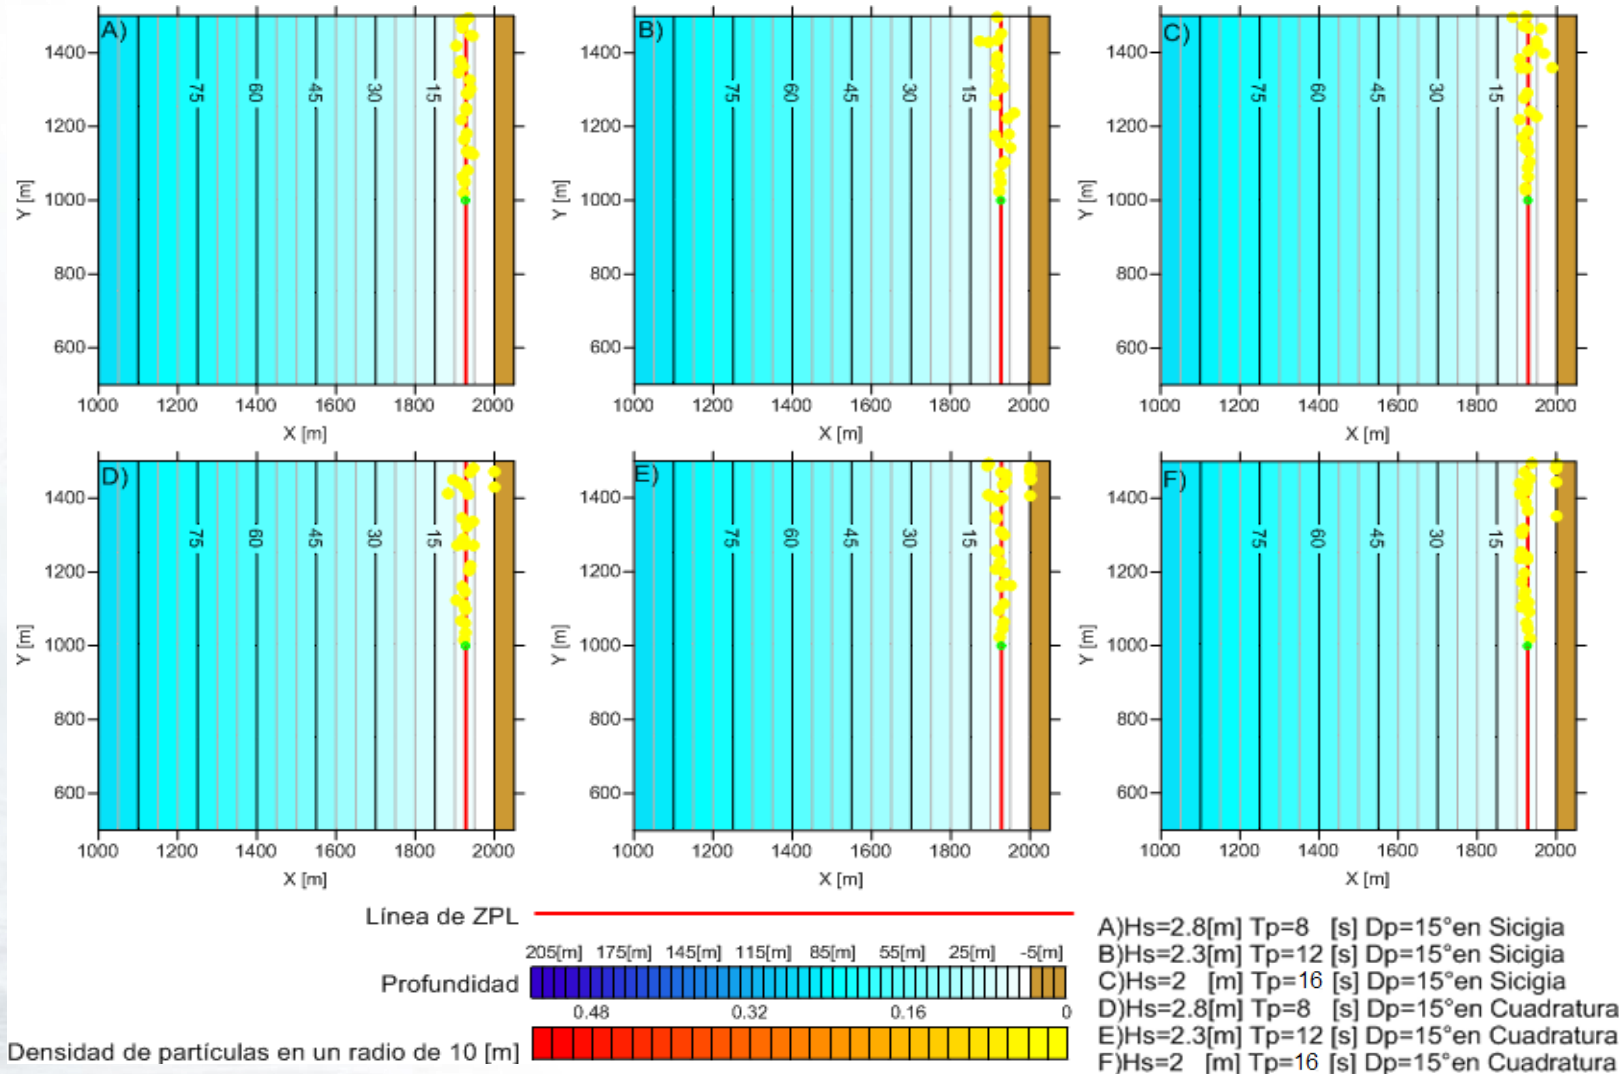 A)
B)
C)
1400
1200
1000
800
600
Y [m]
75 60 45 30 15
1000 1200 1400 1600 1800 2000
X [m]
1400
1200
1000
800
600
Y [m]
75 60 45 30 15
1000 1200 1400 1600 1800 2000
X [m]
1400
1200
1000
800
600
Y [m]
75 60 45 30 15
1000 1200 1400 1600 1800 2000
X [m]
D)
E)
F)
1400
1200
1000
800
600
Y [m]
75 60 45 30 15
1000 1200 1400 1600 1800 2000
X [m]
1400
1200
1000
800
600
Y [m]
75 60 45 30 15
1000 1200 1400 1600 1800 2000
X [m]
1400
1200
1000
800
600
Y [m]
75 60 45 30 15
1000 1200 1400 1600 1800 2000
X [m]
Línea de ZPL
205[m] 175[m] 145[m] 115[m] 85[m] 55[m] 25[m] -5[m]
Profundidad
0.48 0.32 0.16 0
Densidad de partículas en un radio de 10 [m]
A)Hs=2.8[m] Tp=8 [s] Dp=15°en Sicigia
B)Hs=2.3[m] Tp=12 [s] Dp=15°en Sicigia
C)Hs=2 [m] Tp=16 [s] Dp=15°en Sicigia
D)Hs=2.8[m] Tp=8 [s] Dp=15°en Cuadratura
E)Hs=2.3[m] Tp=12 [s] Dp=15°en Cuadratura
F)Hs=2 [m] Tp=16 [s] Dp=15°en Cuadratura